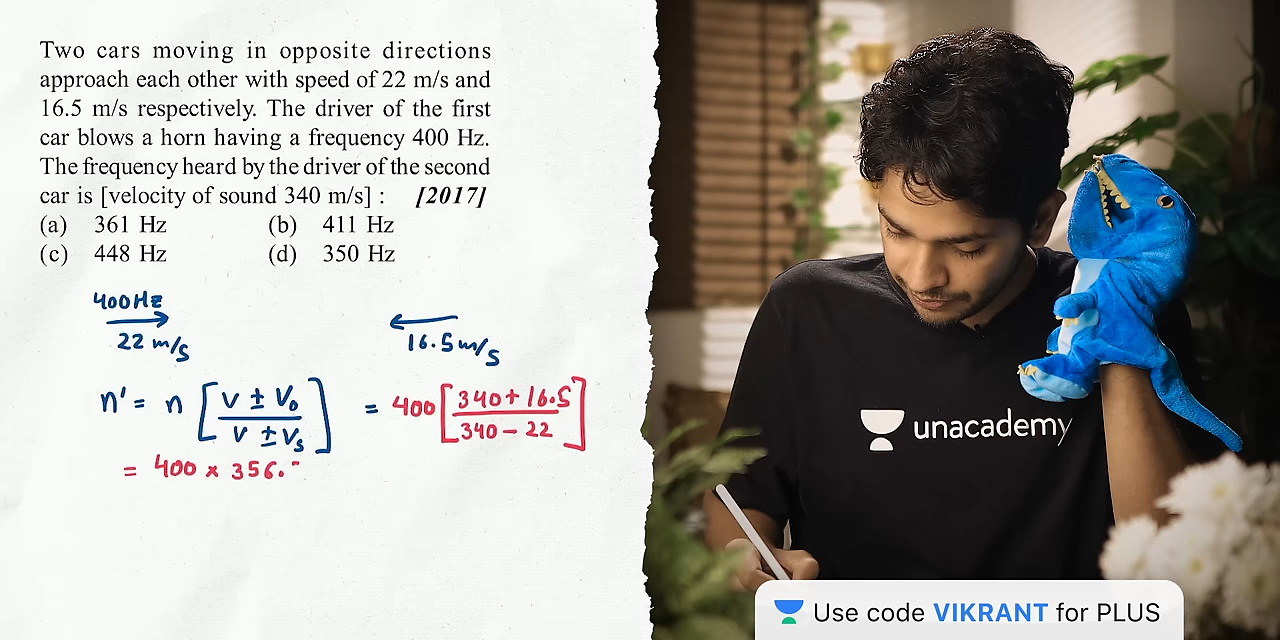 Two cars moving in opposite directions
approach each other with speed of 22 m/s and
16.5 m/s respectively. The driver of the first
car blows a horn having a frequency 400 Hz.
The frequency heard by the driver of the second
car is [velocity of sound 340 m/s] : [2017]
(a) 361 Hz (b) 411 Hz
(c) 448 Hz (d) 350 Hz
400Hz
22 m/s
16.5m/s
n' = n [ V ± Vo / V ± Vs ] = 400 [ 340+16.5 / 340-22 ]
= 400 × 356.
unacademy
Use code VIKRANT for PLUS